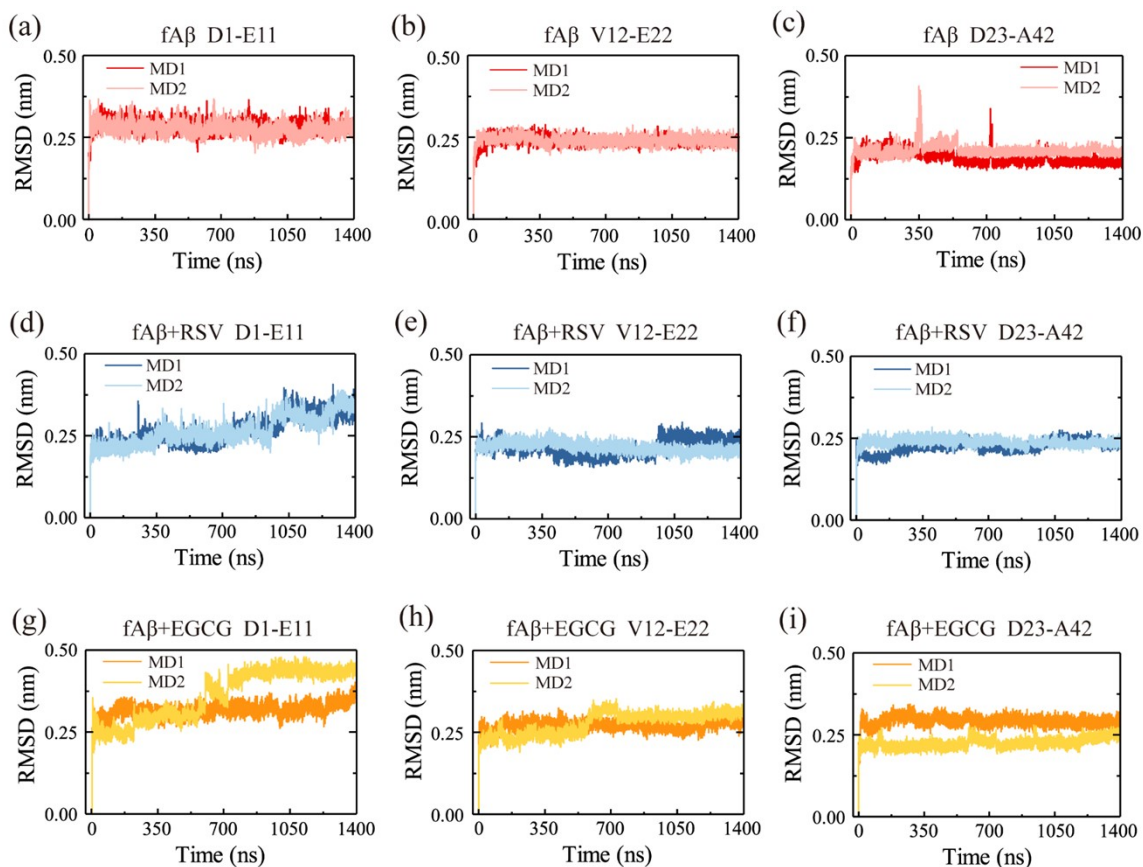 (a)
fAβ D1-E11
0.50
0.25
0.00
RMSD (nm)
MD1
MD2
0 350 700 1050 1400
Time (ns)
(b)
fAβ V12-E22
0.50
0.25
0.00
RMSD (nm)
MD1
MD2
0 350 700 1050 1400
Time (ns)
(c)
fAβ D23-A42
0.50
0.25
0.00
RMSD (nm)
MD1
MD2
0 350 700 1050 1400
Time (ns)
(d)
fAβ+RSV D1-E11
0.50
0.25
0.00
RMSD (nm)
MD1
MD2
0 350 700 1050 1400
Time (ns)
(e)
fAβ+RSV V12-E22
0.50
0.25
0.00
RMSD (nm)
MD1
MD2
0 350 700 1050 1400
Time (ns)
(f)
fAβ+RSV D23-A42
0.50
0.25
0.00
RMSD (nm)
MD1
MD2
0 350 700 1050 1400
Time (ns)
(g)
fAβ+EGCG D1-E11
0.50
0.25
0.00
RMSD (nm)
MD1
MD2
0 350 700 1050 1400
Time (ns)
(h)
fAβ+EGCG V12-E22
0.50
0.25
0.00
RMSD (nm)
MD1
MD2
0 350 700 1050 1400
Time (ns)
(i)
fAβ+EGCG D23-A42
0.50
0.25
0.00
RMSD (nm)
MD1
MD2
0 350 700 1050 1400
Time (ns)